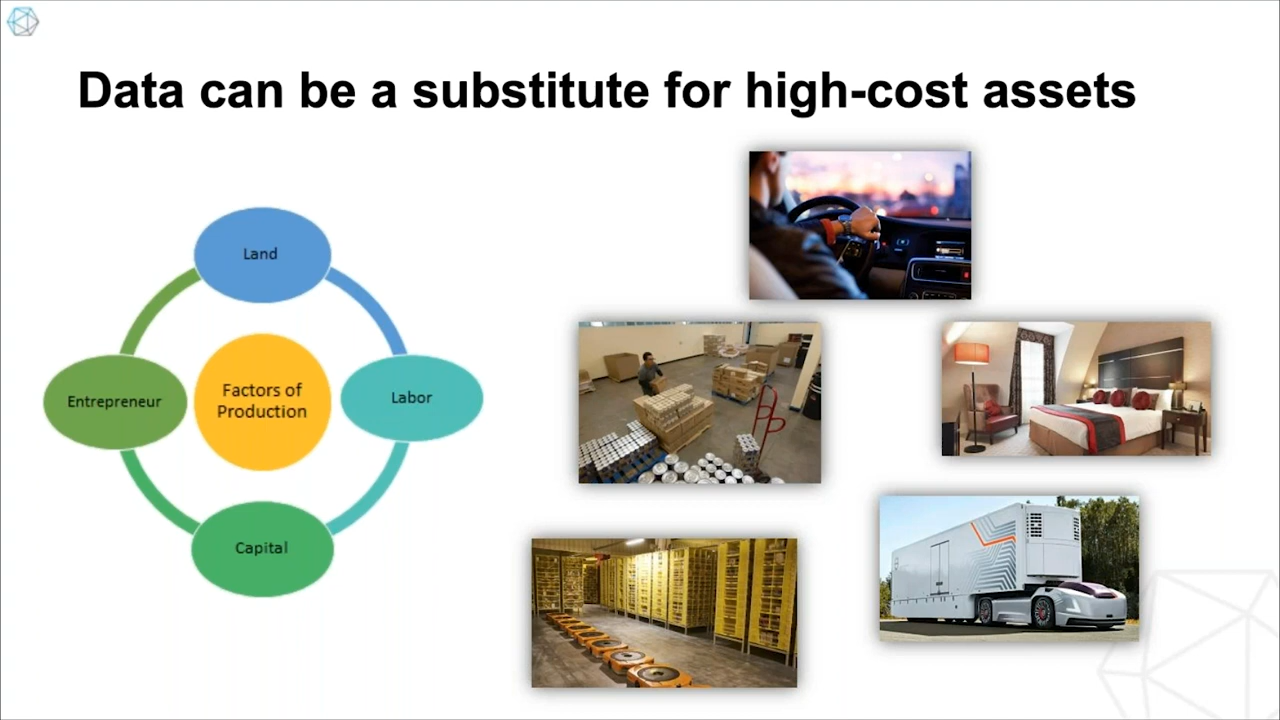 Data can be a substitute for high-cost assets
Land
Entrepreneur
Factors of
Production
Labor
Capital